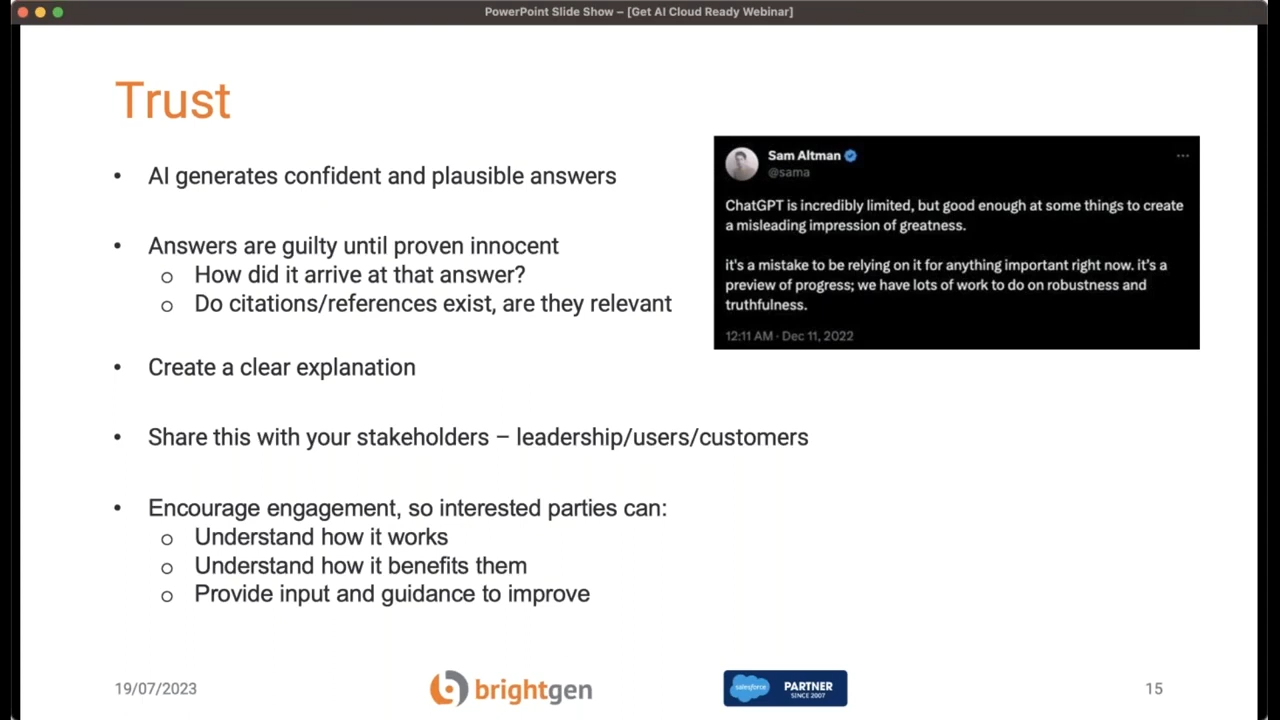 PowerPoint Slide Show – [Get AI Cloud Ready Webinar]
Trust
• AI generates confident and plausible answers
• Answers are guilty until proven innocent
o How did it arrive at that answer?
o Do citations/references exist, are they relevant
• Create a clear explanation
• Share this with your stakeholders – leadership/users/customers
• Encourage engagement, so interested parties can:
o Understand how it works
o Understand how it benefits them
o Provide input and guidance to improve
Sam Altman
@sama
ChatGPT is incredibly limited, but good enough at some things to create
a misleading impression of greatness.
it's a mistake to be relying on it for anything important right now. it's a
preview of progress; we have lots of work to do on robustness and
truthfulness.
12:11 AM · Dec 11, 2022
19/07/2023
brightgen
salesforce
PARTNER
SINCE 2007
15